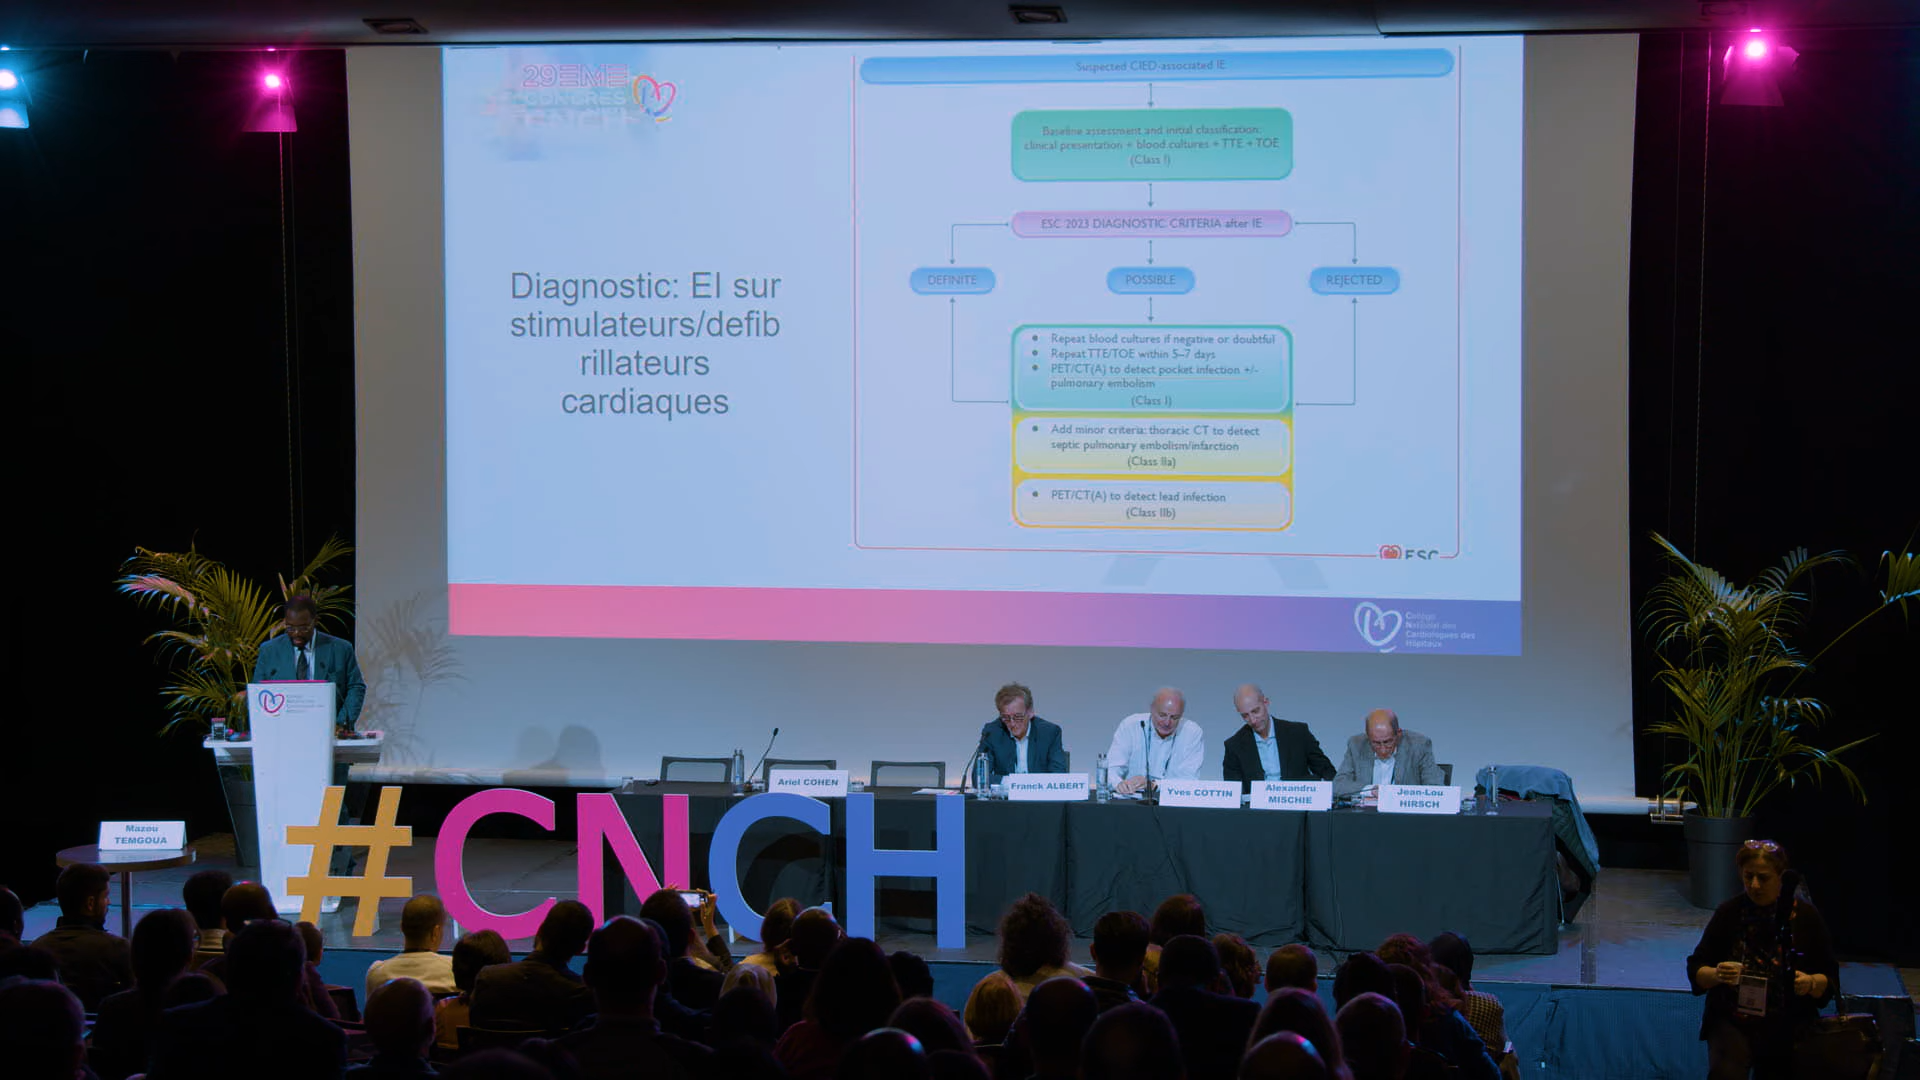 29EME
CONGRES
CNCH
Diagnostic: EI sur
stimulateurs/defib
rillateurs
cardiaques
Suspected CIED-associated IE
Baseline assessment and initial classification:
clinical presentation + blood cultures + TTE + TOE
(Class I)
ESC 2023 DIAGNOSTIC CRITERIA after IE
DEFINITE
POSSIBLE
REJECTED
• Repeat blood cultures if negative or doubtful
• Repeat TTE/TOE within 5–7 days
• PET/CT(A) to detect pocket infection +/-
pulmonary embolism
(Class I)
• Add minor criteria: thoracic CT to detect
septic pulmonary embolism/infarction
(Class IIa)
• PET/CT(A) to detect lead infection
(Class IIb)
ESC
Collège
National des
Cardiologues des
Hôpitaux
Ariel COHEN
Franck ALBERT
Yves COTTIN
Alexandru
MISCHIE
Jean-Lou
HIRSCH
Mazou
TEMGOUA
#CNCH